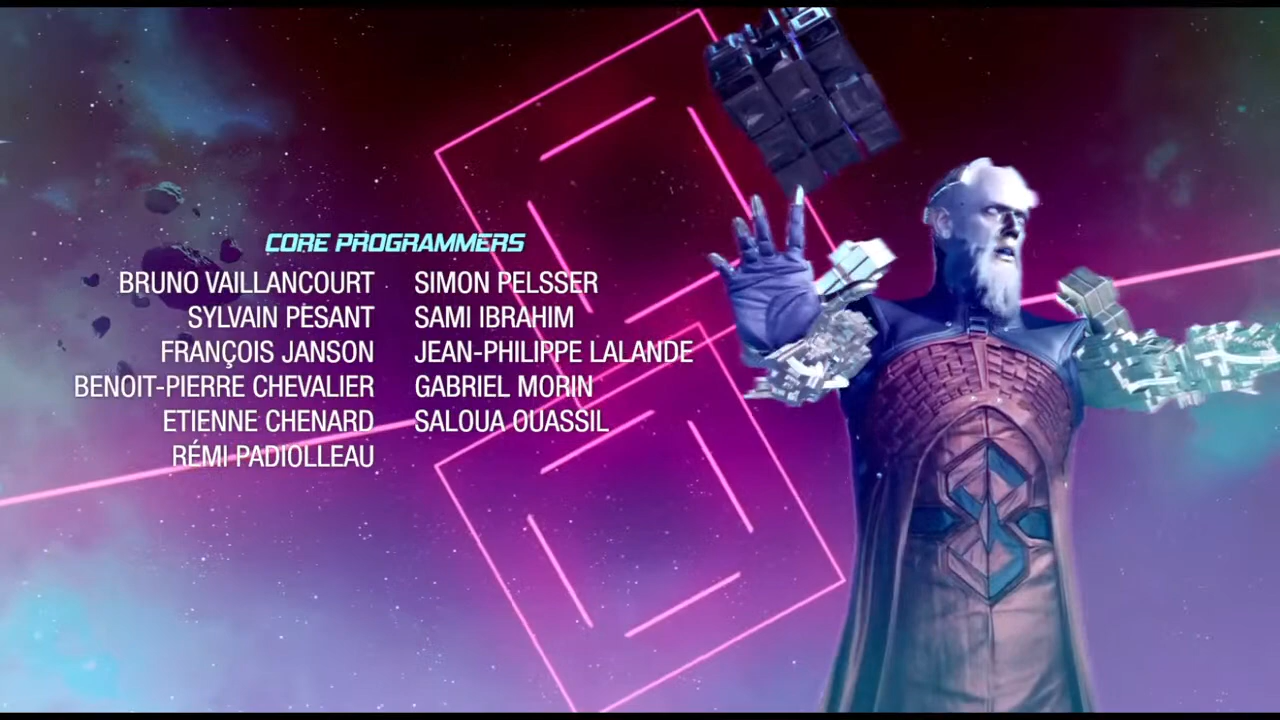 CORE PROGRAMMERS
BRUNO VAILLANCOURT SIMON PELSSER
SYLVAIN PESANT SAMI IBRAHIM
FRANÇOIS JANSON JEAN-PHILIPPE LALANDE
BENOIT-PIERRE CHEVALIER GABRIEL MORIN
ETIENNE CHENARD SALOUA OUASSIL
RÉMI PADIOLLEAU